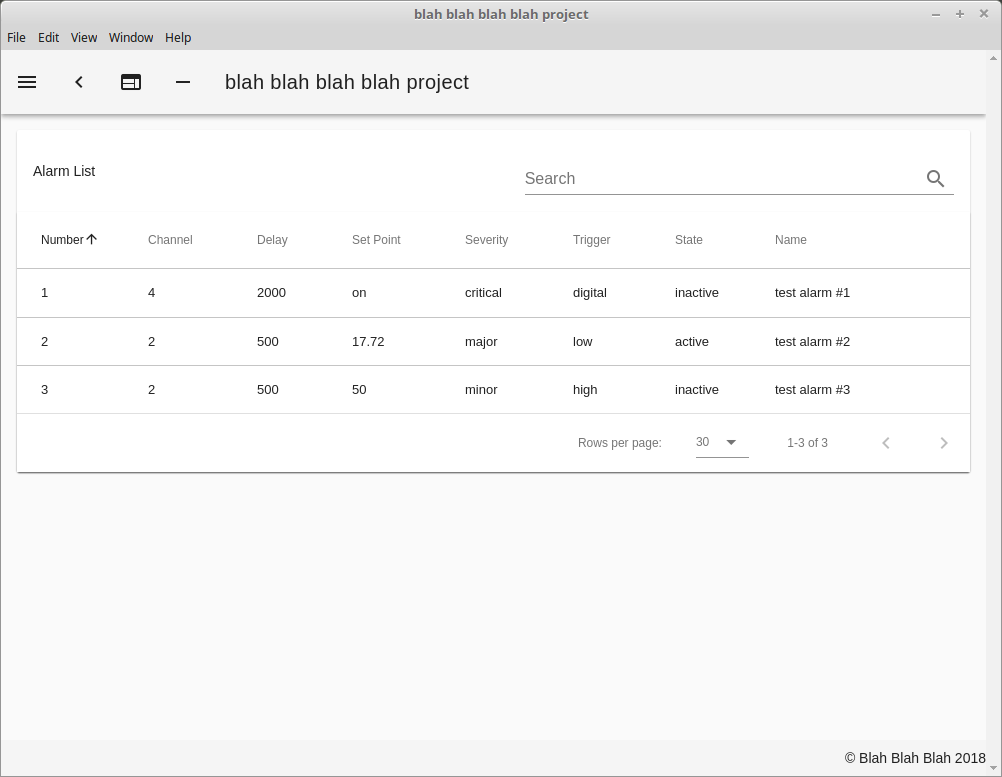 blah blah blah blah project
File Edit View Window Help
blah blah blah blah project
Alarm List
Search
Number Channel Delay Set Point Severity Trigger State Name
1 4 2000 on critical digital inactive test alarm #1
2 2 500 17.72 major low active test alarm #2
3 2 500 50 minor high inactive test alarm #3
Rows per page: 30 1-3 of 3
© Blah Blah Blah 2018